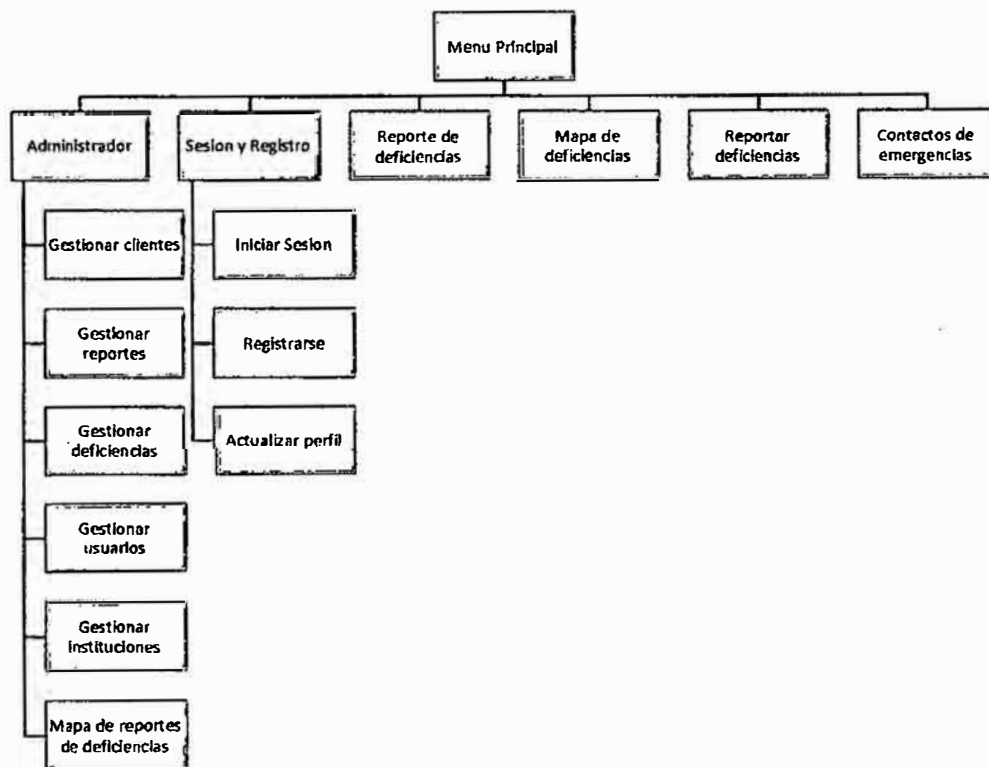 Menu Principal
Administrador
Sesion y Registro
Reporte de
deficiencias
Mapa de
deficiencias
Reportar
deficiencias
Contactos de
emergencias
Gestionar clientes
Gestionar
reportes
Gestionar
deficiencias
Gestionar
usuarios
Gestionar
instituciones
Mapa de reportes
de deficiencias
Iniciar Sesion
Registrarse
Actualizar perfil